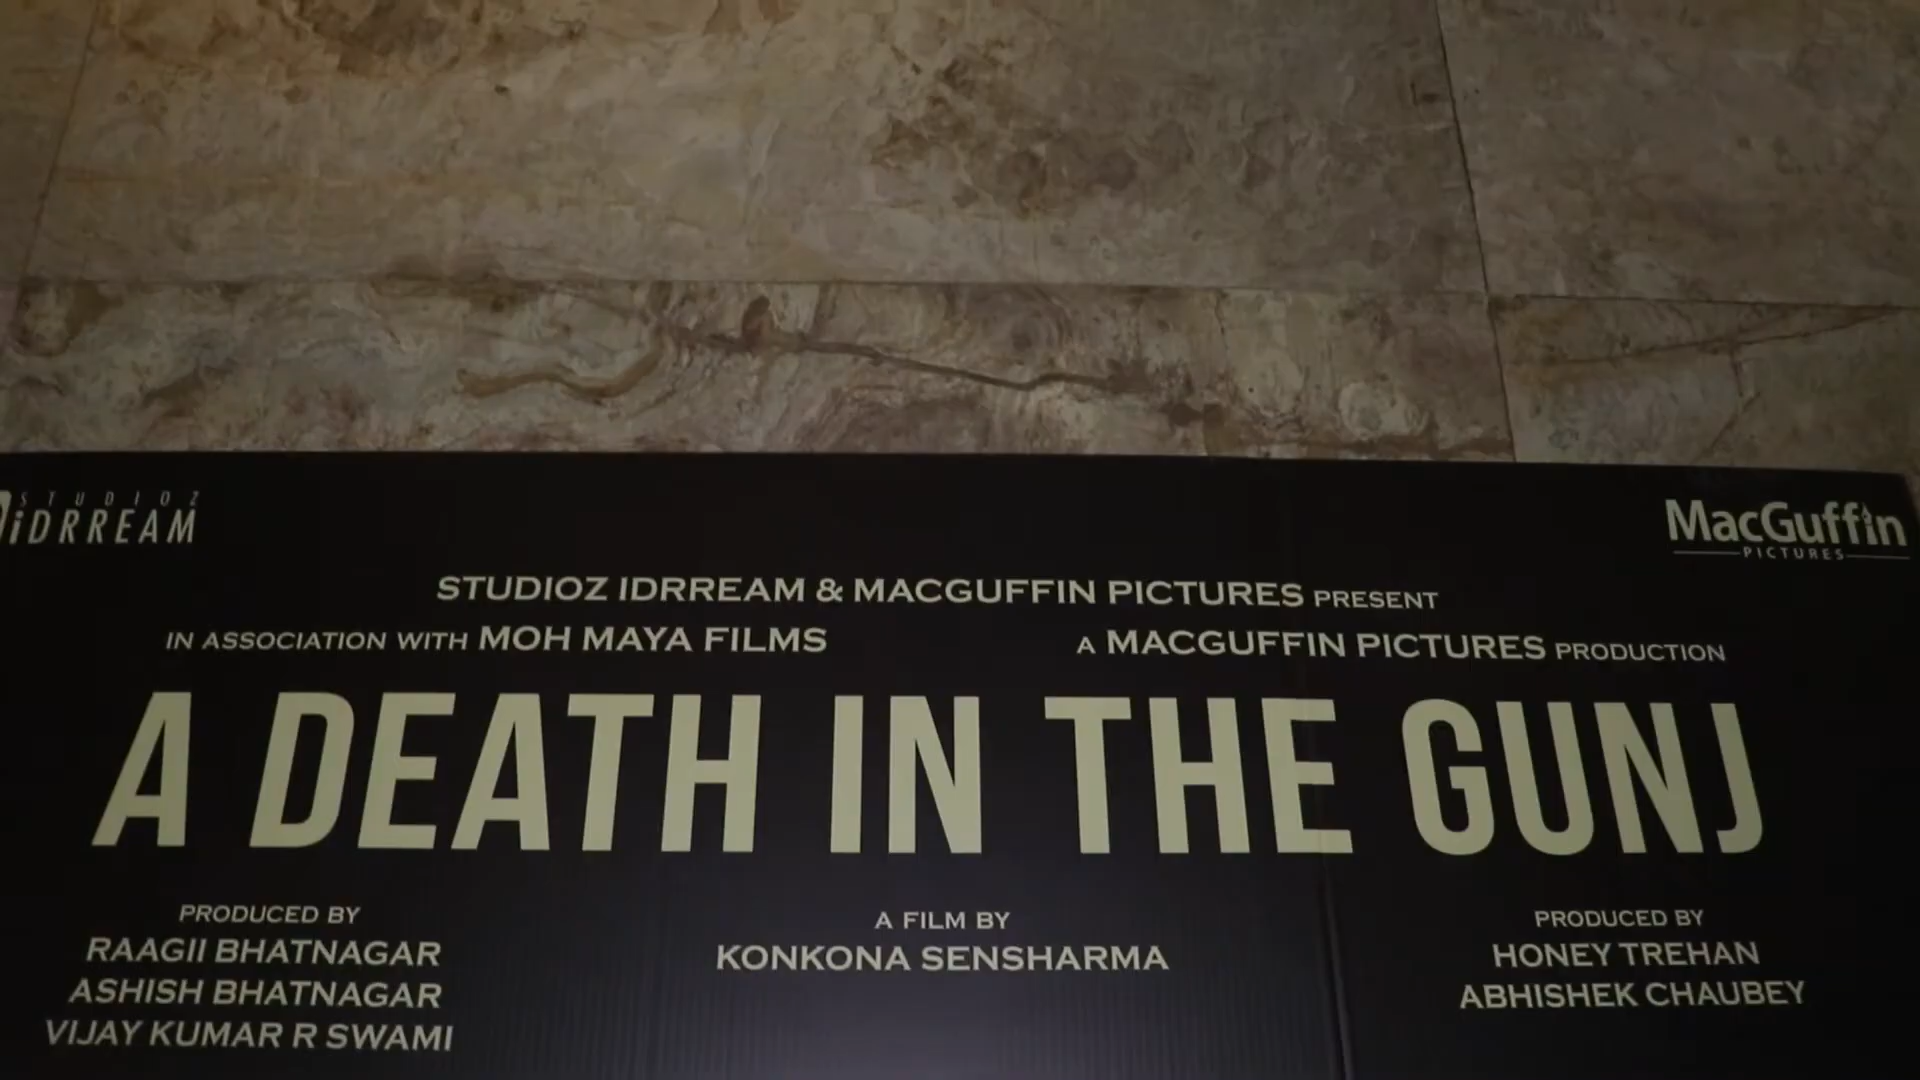 STUDIOZ
iDRREAM
MacGuffin
PICTURES
STUDIOZ IDRREAM & MACGUFFIN PICTURES PRESENT
IN ASSOCIATION WITH MOH MAYA FILMS
A MACGUFFIN PICTURES PRODUCTION
A DEATH IN THE GUNJ
PRODUCED BY
RAAGII BHATNAGAR
ASHISH BHATNAGAR
VIJAY KUMAR R SWAMI
A FILM BY
KONKONA SENSHARMA
PRODUCED BY
HONEY TREHAN
ABHISHEK CHAUBEY